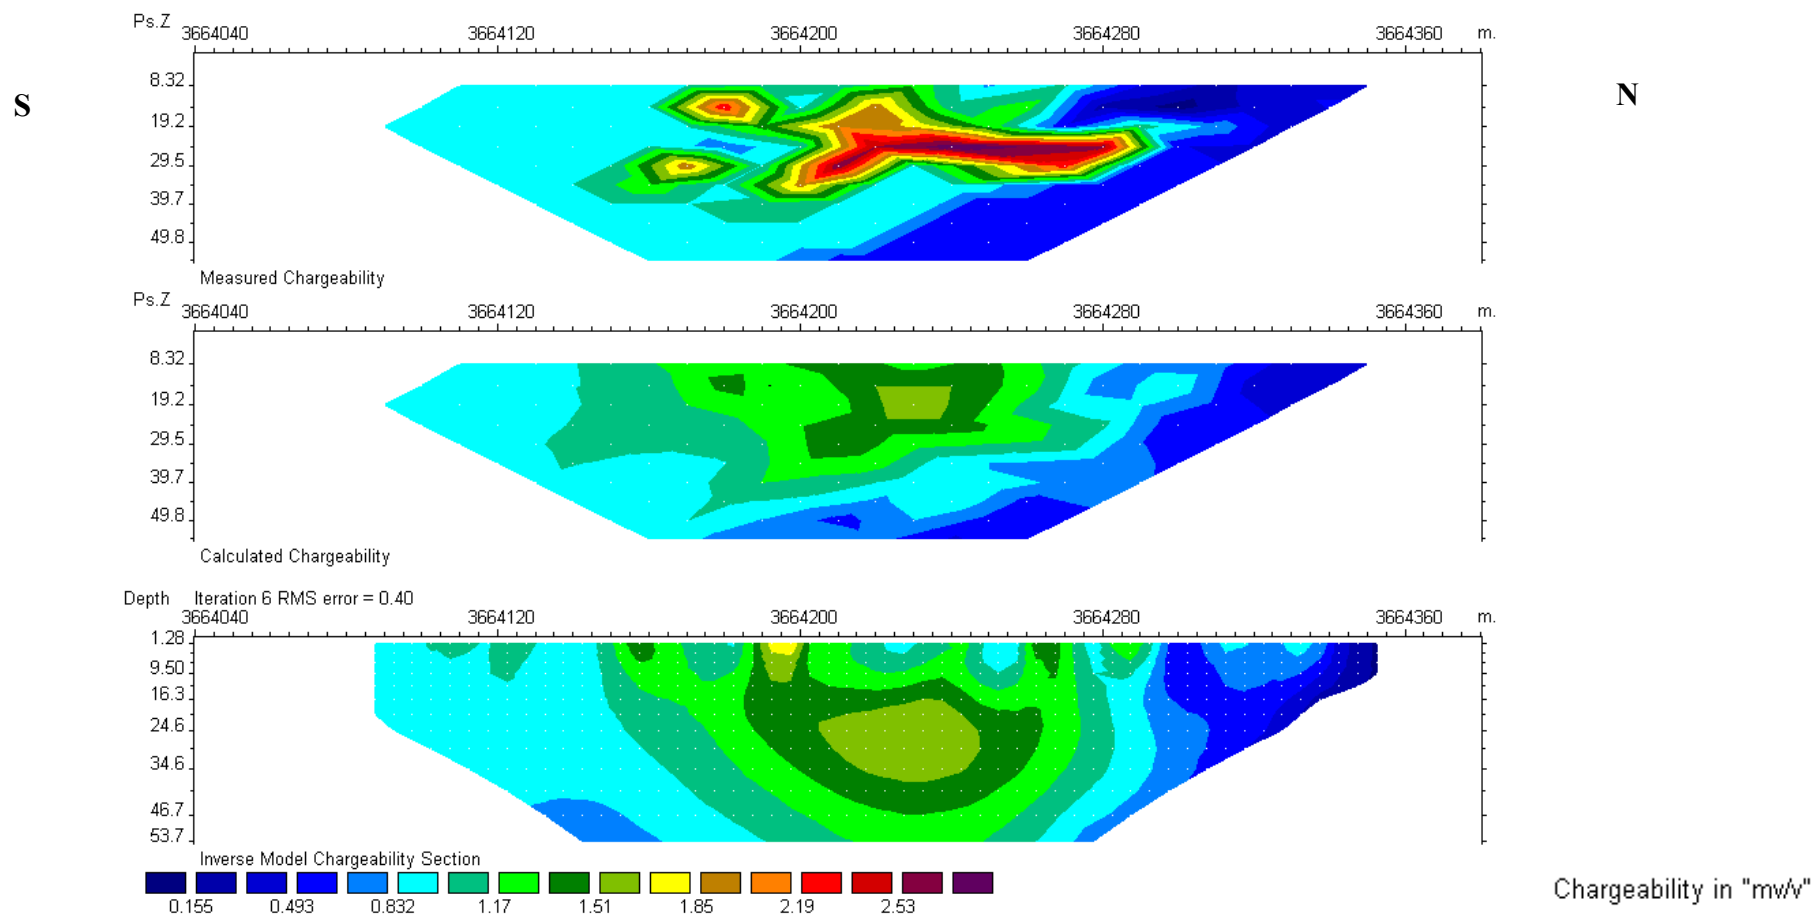 Ps.Z
3664040 3664120 3664200 3664280 3664360 m.
8.32
S N
19.2
29.5
39.7
49.8
Measured Chargeability
Ps.Z
3664040 3664120 3664200 3664280 3664360 m.
8.32
19.2
29.5
39.7
49.8
Calculated Chargeability
Depth Iteration 6 RMS error = 0.40
3664040 3664120 3664200 3664280 3664360 m.
1.28
9.50
16.3
24.6
34.6
46.7
53.7
Inverse Model Chargeability Section
0.155 0.493 0.832 1.17 1.51 1.85 2.19 2.53
Chargeability in "mv/v"